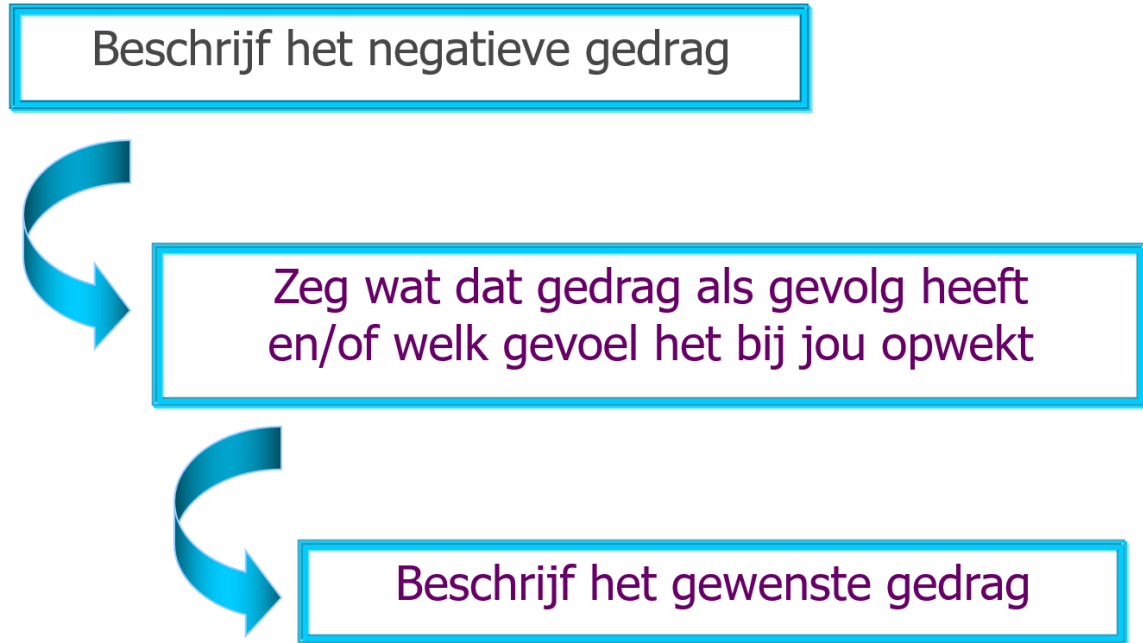 Beschrijf het negatieve gedrag
Zeg wat dat gedrag als gevolg heeft
en/of welk gevoel het bij jou opwekt
Beschrijf het gewenste gedrag